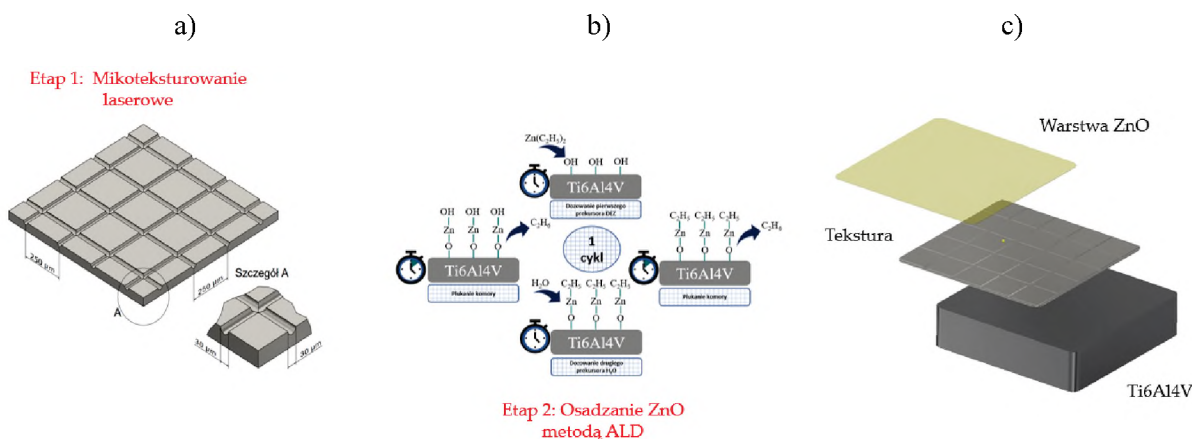 a)
Etap 1: Mikoteksturowanie
laserowe
250 µm
250 µm
Szczegół A
A
30 µm
30 µm
b)
Zn(C₂H₅)₂
OH OH OH
Ti6Al4V
Dozowanie pierwszego
prekursora DEZ
OH OH OH
Zn Zn Zn
O O O
C₂H₆
Ti6Al4V
Płukanie komory
1
cykl
C₂H₅ C₂H₅ C₂H₅
Zn Zn Zn
O O O
C₂H₆
Ti6Al4V
Płukanie komory
H₂O
C₂H₅ C₂H₅ C₂H₅
Zn Zn Zn
O O O
Ti6Al4V
Dozowanie drugiego
prekursora H₂O
Etap 2: Osadzanie ZnO
metodą ALD
c)
Warstwa ZnO
Tekstura
Ti6Al4V